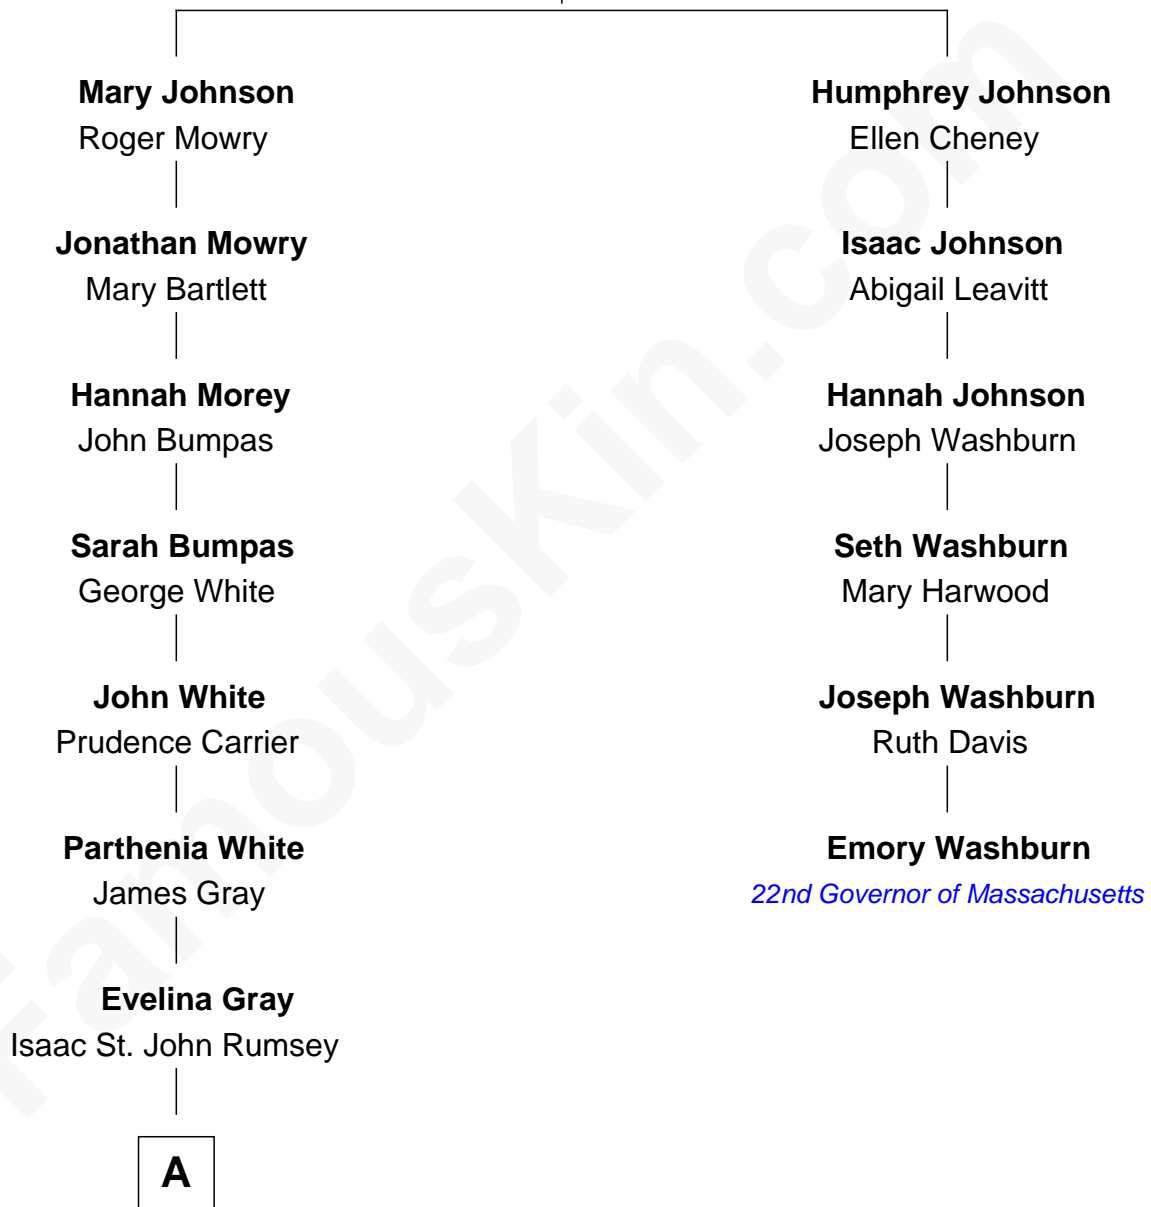 Mary Johnson
Roger Mowry
Jonathan Mowry
Mary Bartlett
Hannah Morey
John Bumpas
Sarah Bumpas
George White
John White
Prudence Carrier
Parthenia White
James Gray
Evelina Gray
Isaac St. John Rumsey
A
Humphrey Johnson
Ellen Cheney
Isaac Johnson
Abigail Leavitt
Hannah Johnson
Joseph Washburn
Seth Washburn
Mary Harwood
Joseph Washburn
Ruth Davis
Emory Washburn
22nd Governor of Massachusetts
FamousKin.com